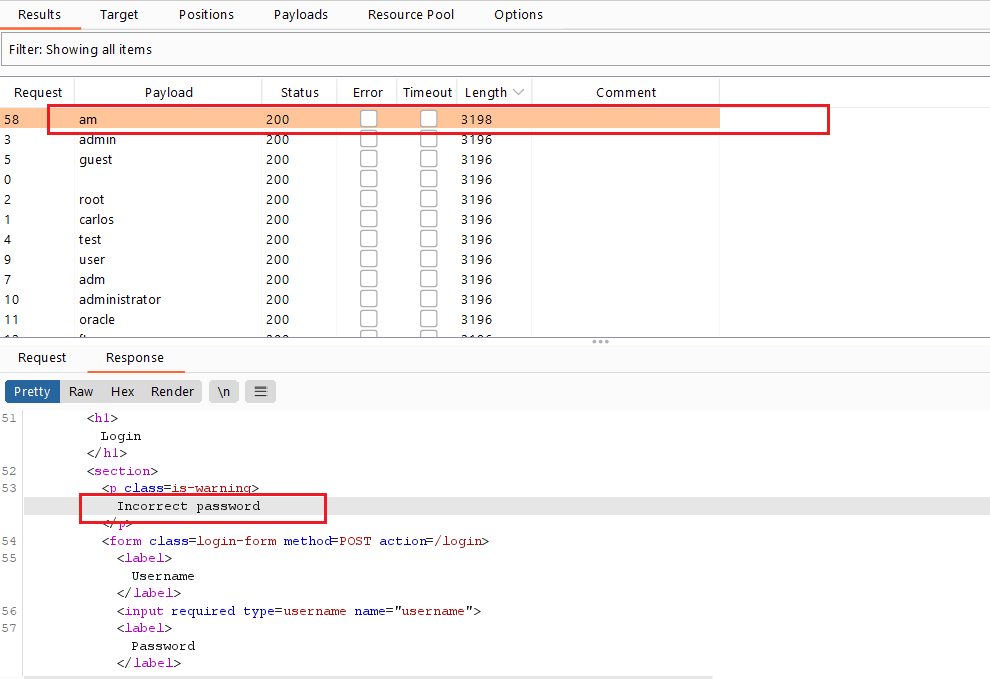 Results Target Positions Payloads Resource Pool Options
Filter: Showing all items
Request Payload Status Error Timeout Length Comment
58 am 200 3198
3 admin 200 3196
5 guest 200 3196
0 200 3196
2 root 200 3196
1 carlos 200 3196
4 test 200 3196
9 user 200 3196
7 adm 200 3196
10 administrator 200 3196
11 oracle 200 3196
Request Response
Pretty Raw Hex Render \n
51 <h1>
Login
</h1>
52 <section>
53 <p class=is-warning>
Incorrect password
</p>
54 <form class=login-form method=POST action=/login>
55 <label>
Username
</label>
56 <input required type=username name="username">
57 <label>
Password
</label>